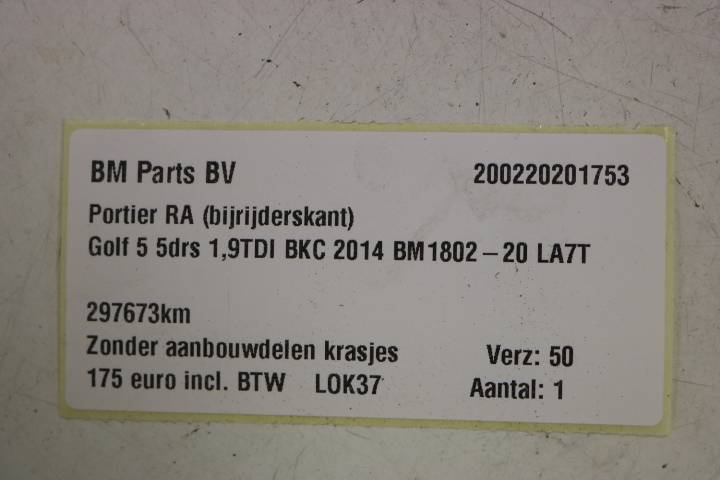 BM Parts BV 200220201753
Portier RA (bijrijderskant)
Golf 5 5drs 1,9TDI BKC 2014 BM1802-20 LA7T
297673km
Zonder aanbouwdelen krasjes Verz: 50
175 euro incl. BTW LOK37 Aantal: 1